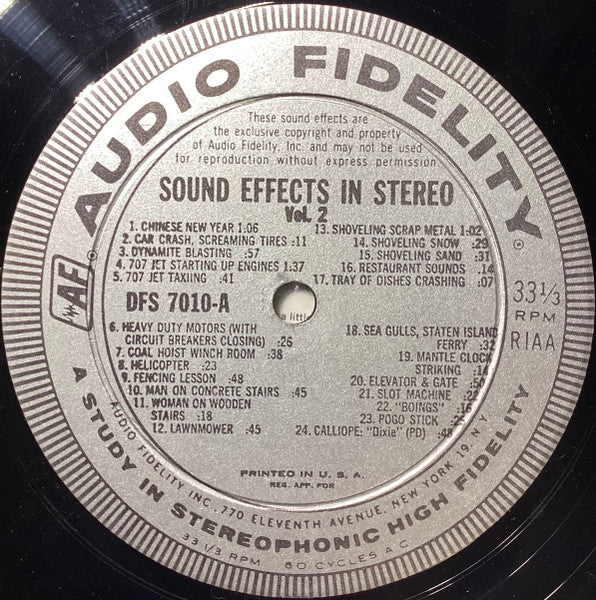 AUDIO FIDELITY
These sound effects are
the exclusive copyright and property
of Audio Fidelity, Inc. and may not be used
for reproduction without express permission
SOUND EFFECTS IN STEREO
VoL. 2
1. CHINESE NEW YEAR 1:06
2. CAR CRASH, SCREAMING TIRES :11
3. DYNAMITE BLASTING :57
4. 707 JET STARTING UP ENGINES 1:37
5. 707 JET TAXIING :41
13. SHOVELING SCRAP METAL 1:02
14. SHOVELING SNOW :29
15. SHOVELING SAND :31
16. RESTAURANT SOUNDS :14
17. TRAY OF DISHES CRASHING :07
AF
DFS 7010-A
a littl
33 1/3
RPM
RIAA
6. HEAVY DUTY MOTORS (WITH
CIRCUIT BREAKERS CLOSING) :26
7. COAL HOIST WINCH ROOM :38
8. HELICOPTER :23
9. FENCING LESSON :48
10. MAN ON CONCRETE STAIRS :45
11. WOMAN ON WOODEN
STAIRS :18
12. LAWNMOWER :45
18. SEA GULLS, STATEN ISLAND
FERRY :32
19. MANTLE CLOCK
STRIKING :14
20. ELEVATOR & GATE :50
21. SLOT MACHINE :22
22. "BOINGS" :16
23. POGO STICK :25
24. CALLIOPE: "Dixie" (PD) :48
PRINTED IN U. S. A.
REG. APP. FOR
AUDIO FIDELITY INC., 770 ELEVENTH AVENUE, NEW YORK 19, N.Y.
A STUDY IN STEREOPHONIC HIGH FIDELITY
33 1/3 RPM 60 CYCLES A C